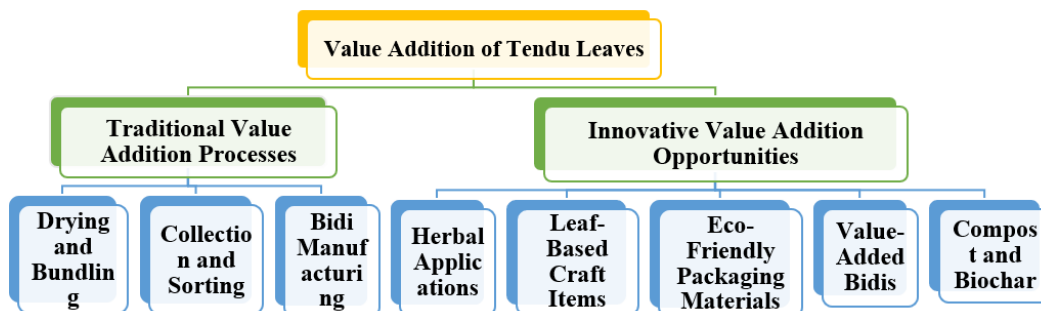 Value Addition of Tendu Leaves
Traditional Value
Addition Processes
Innovative Value Addition
Opportunities
Drying
and
Bundlin
g
Collectio
n and
Sorting
Bidi
Manuf
acturi
ng
Herbal
Applic
ations
Leaf-
Based
Craft
Items
Eco-
Friendly
Packaging
Materials
Value-
Added
Bidis
Compos
t and
Biochar